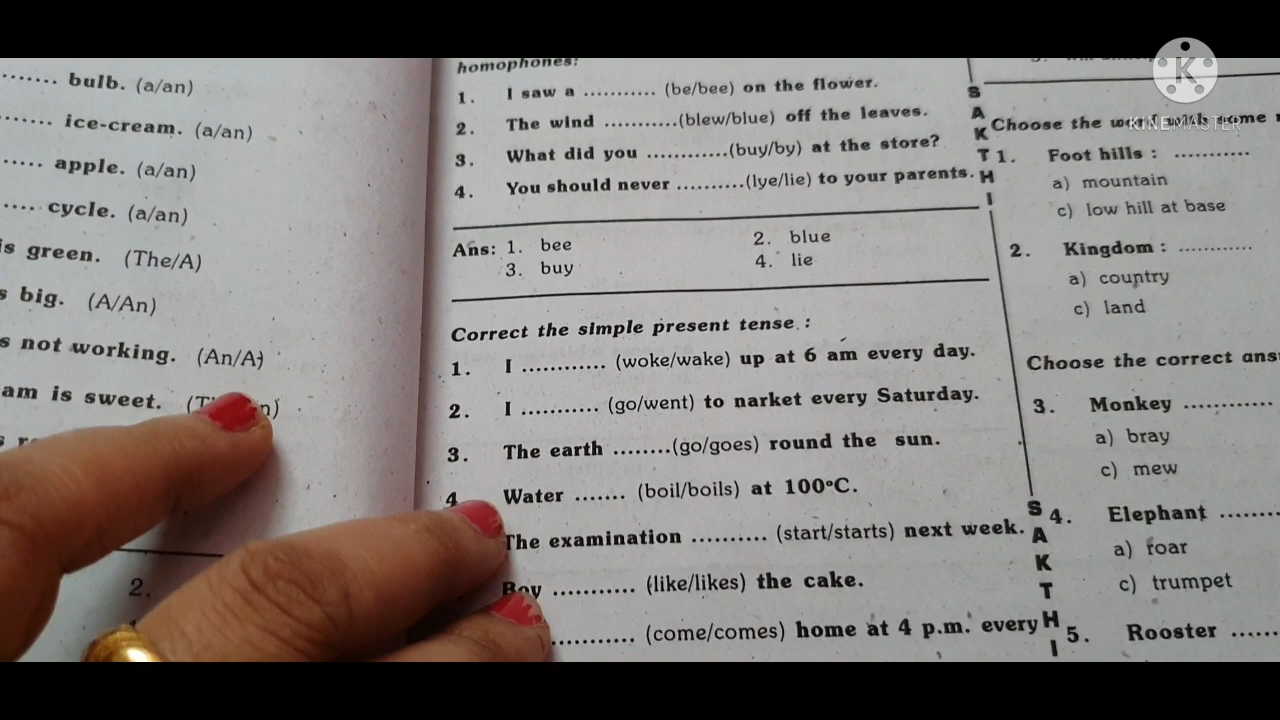 ....... bulb. (a/an)
....... ice-cream. (a/an)
...... apple. (a/an)
..... cycle. (a/an)
is green. (The/A)
s big. (A/An)
s not working. (An/A)
am is sweet.
2.
homophones:
1. I saw a ........... (be/bee) on the flower.
2. The wind ............(blew/blue) off the leaves.
3. What did you ............(buy/by) at the store?
4. You should never ..........(lye/lie) to your parents.
Ans: 1. bee 2. blue
3. buy 4. lie
Correct the simple present tense :
1. I ............ (woke/wake) up at 6 am every day.
2. I ........... (go/went) to narket every Saturday.
3. The earth ........(go/goes) round the sun.
4 Water ....... (boil/boils) at 100°C.
The examination .......... (start/starts) next week.
Boy ........... (like/likes) the cake.
............ (come/comes) home at 4 p.m. every
SAKTHI
SAKTHI
Choose the word with same
1. Foot hills : ...........
a) mountain
c) low hill at base
2. Kingdom : ...........
a) country
c) land
Choose the correct ans
3. Monkey ............
a) bray
c) mew
4. Elephant ........
a) roar
c) trumpet
5. Rooster ......
K
KINEMASTER